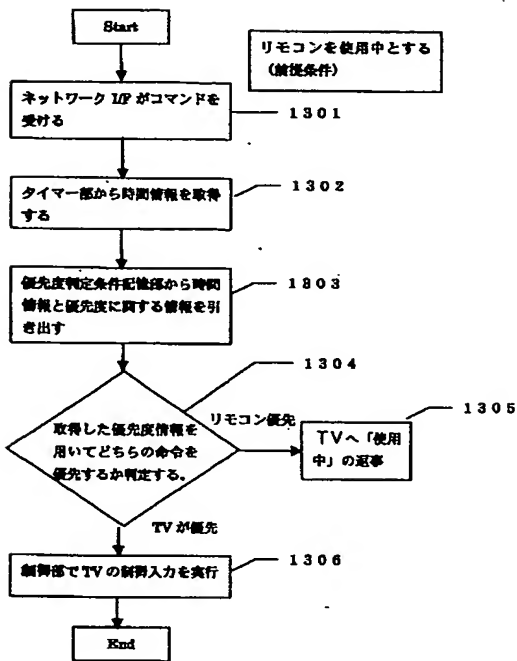 Start
リモコンを使用中とする
(前提条件)
ネットワーク I/F がコマンドを
受ける
1301
タイマー部から時間情報を取得
する
1302
優先度判定条件記憶部から時間
情報と優先度に関する情報を引
き出す
1303
1304
取得した優先度情報を
用いてどちらの命令を
優先するか判定する。
リモコン優先
1305
TVへ「使用
中」の返事
TVが優先
制御部でTVの制御入力を実行
1306
End